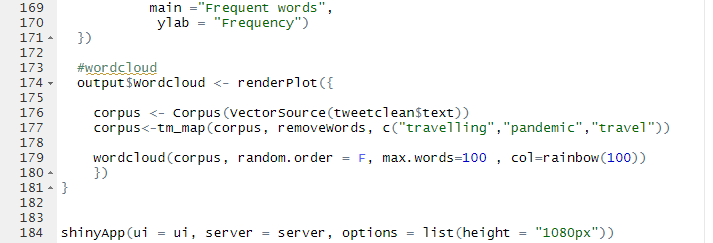 169 main ="Frequent words",
170 ylab = "Frequency")
171 })
172
173 #wordcloud
174 output$Wordcloud <- renderPlot({
175
176 corpus <- Corpus(VectorSource(tweetclean$text))
177 corpus<-tm_map(corpus, removeWords, c("travelling","pandemic","travel"))
178
179 wordcloud(corpus, random.order = F, max.words=100 , col=rainbow(100))
180 })
181 }
182
183
184 shinyApp(ui = ui, server = server, options = list(height = "1080px"))